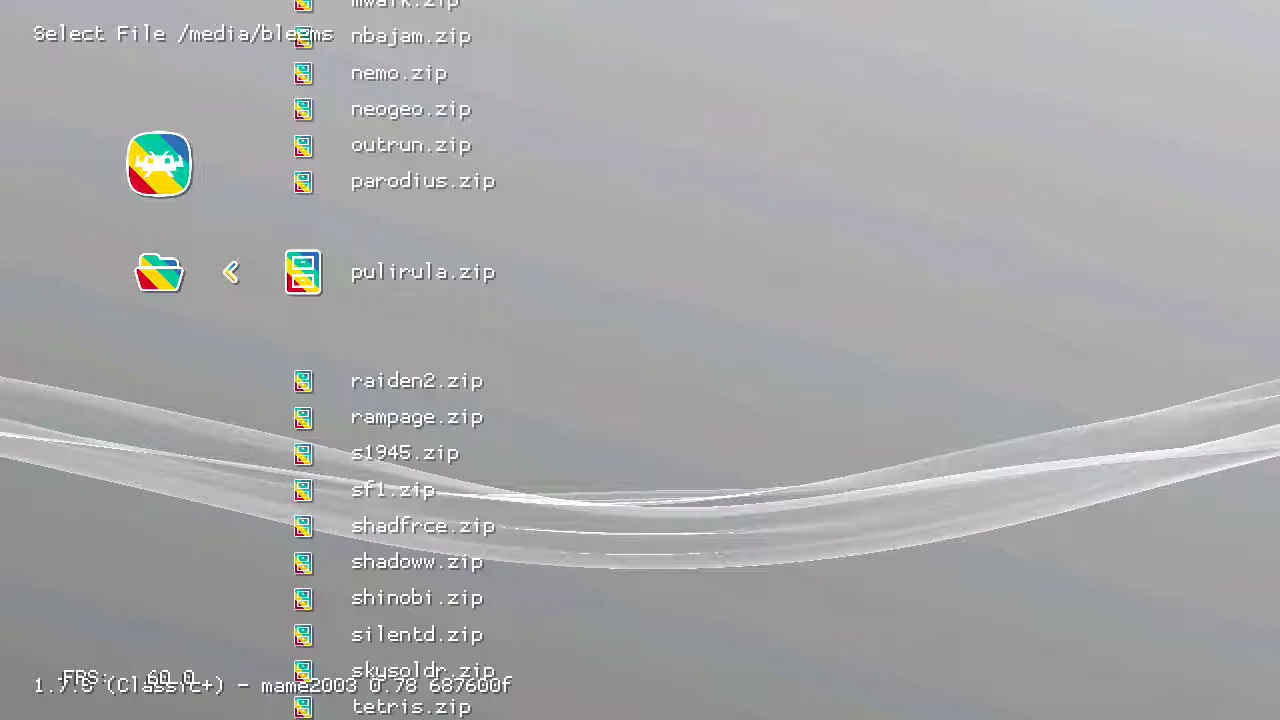 mwalk.zip
Select File /media/bleems
nbajam.zip
nemo.zip
neogeo.zip
outrun.zip
parodius.zip
pulirula.zip
raiden2.zip
rampage.zip
s1945.zip
sf1.zip
shadfrce.zip
shadoww.zip
shinobi.zip
silentd.zip
skysoldr.zip
FPS: 60.0
1.7.5 (Classic+) - mame2003 0.78 687600f
tetris.zip